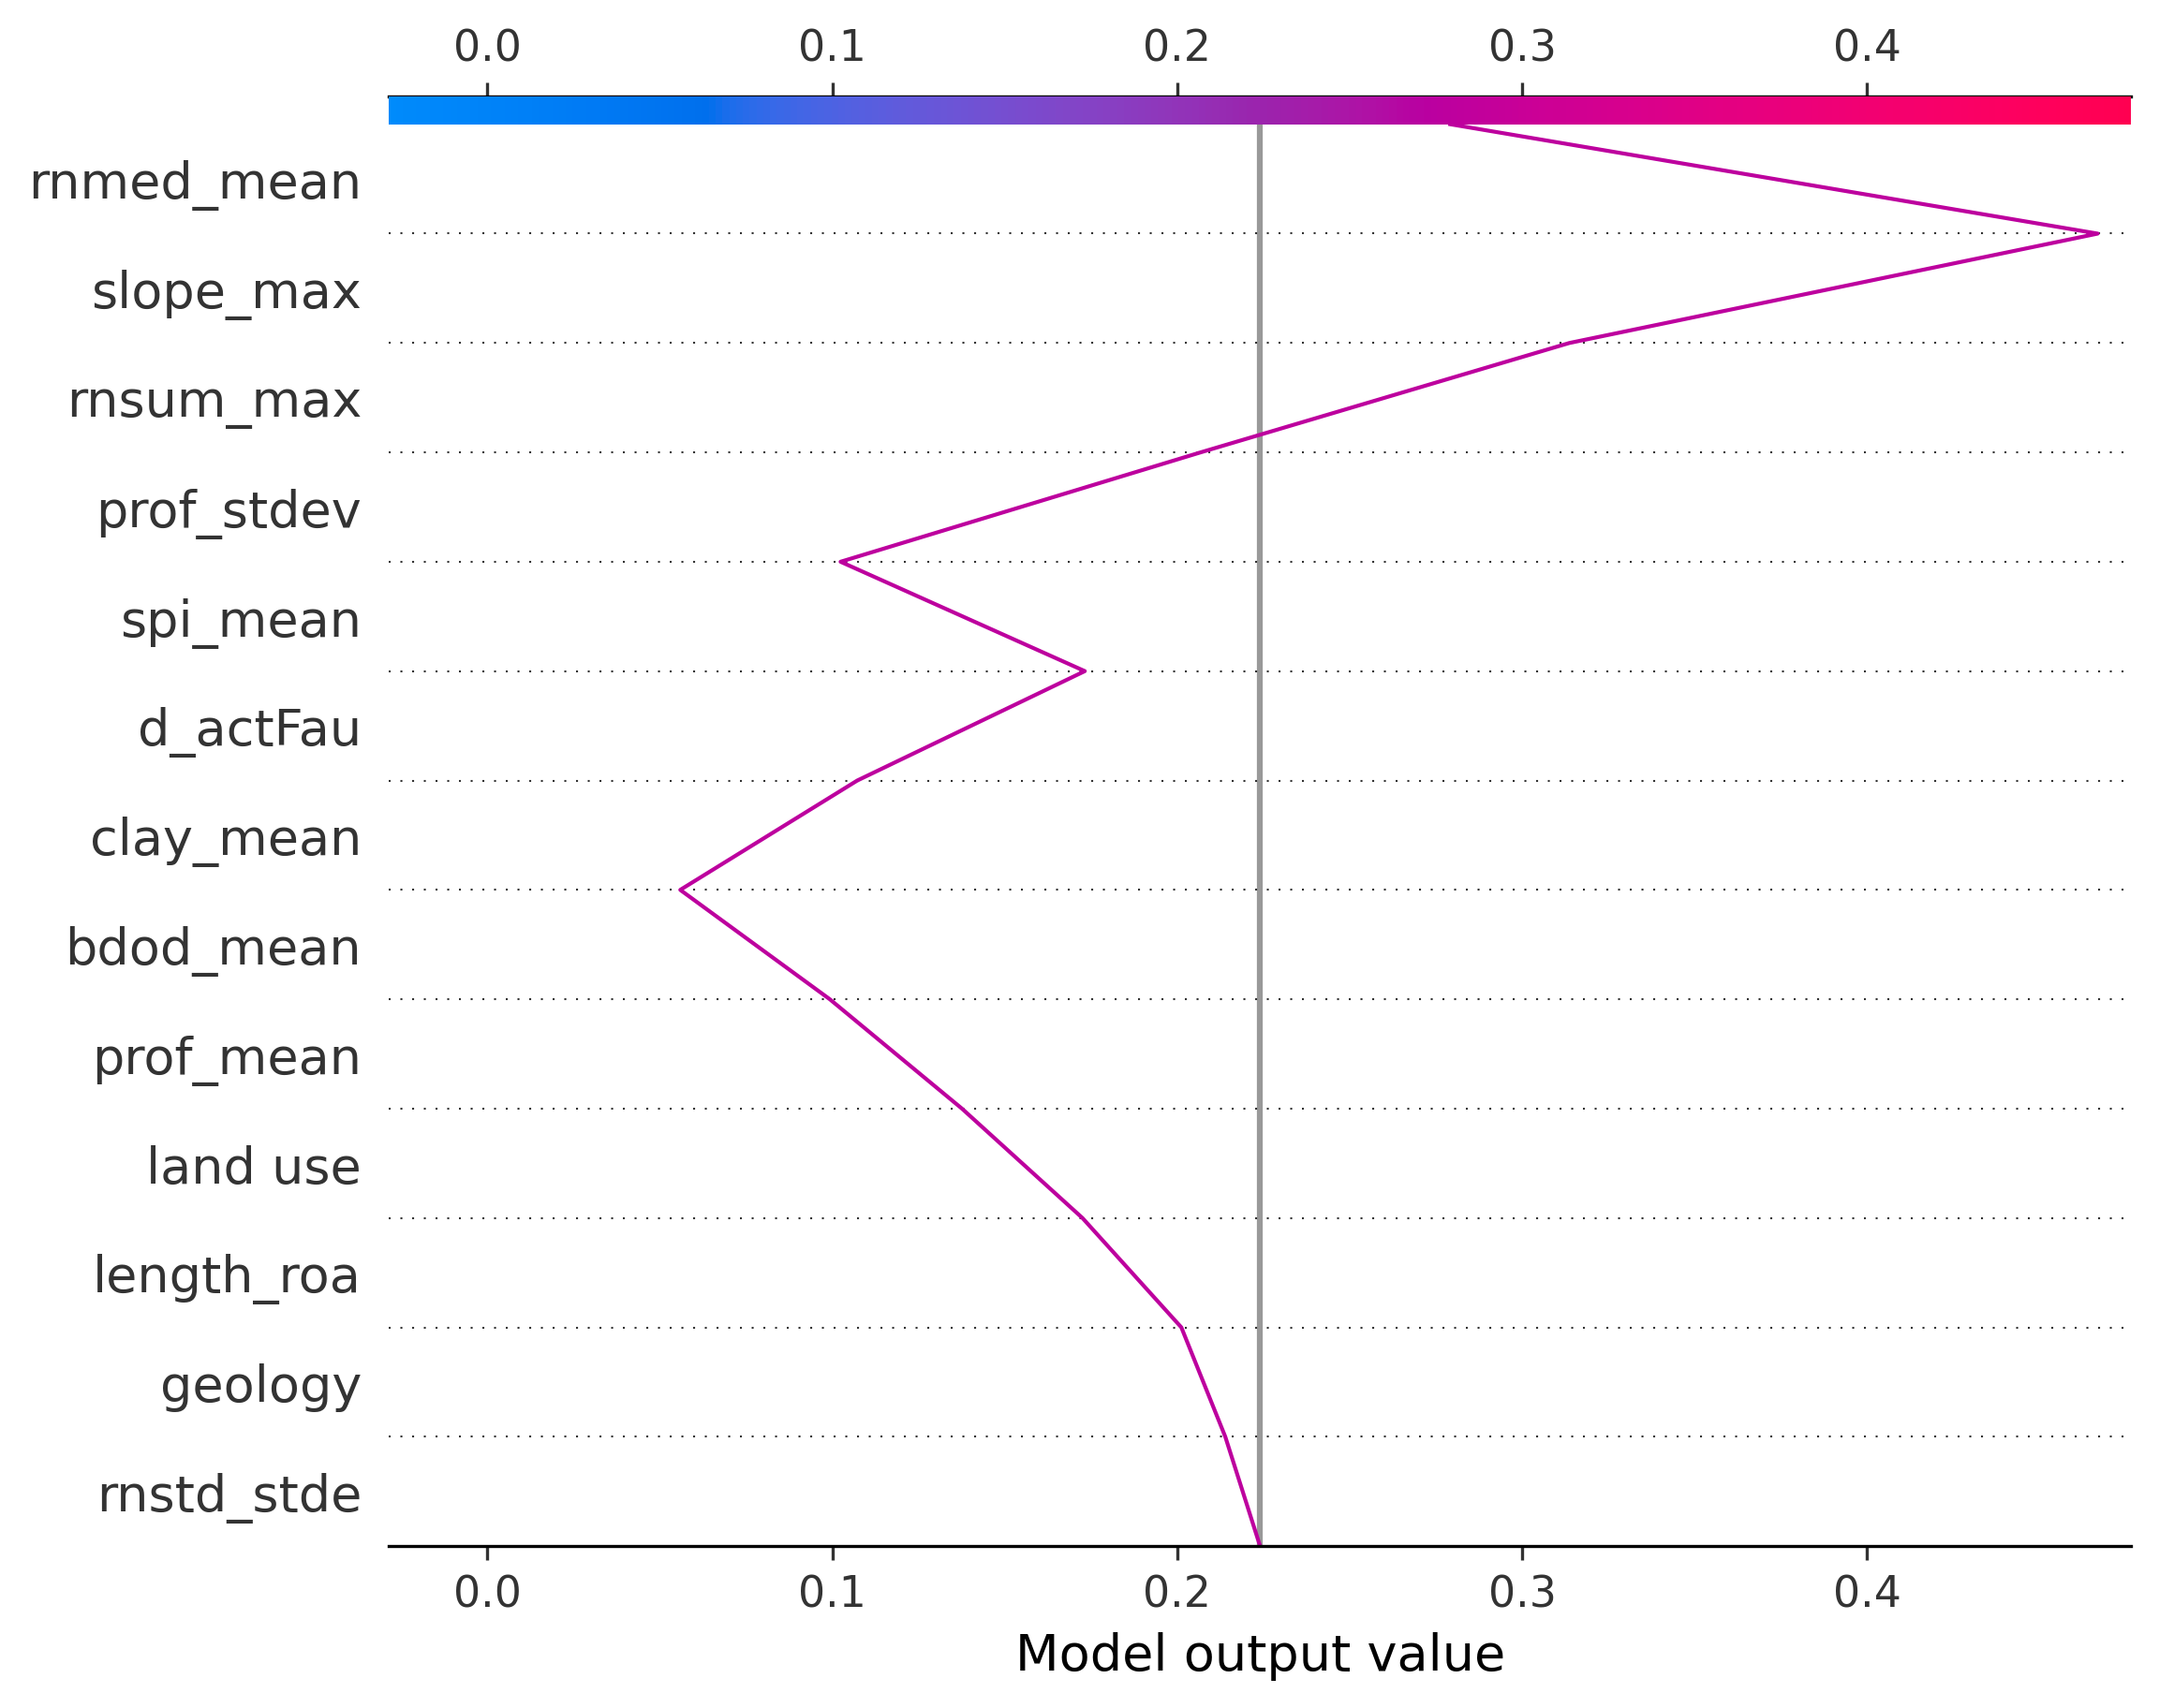 0.0 0.1 0.2 0.3 0.4
rnmed_mean
slope_max
rnsum_max
prof_stdev
spi_mean
d_actFau
clay_mean
bdod_mean
prof_mean
land use
length_roa
geology
rnstd_stde
0.0 0.1 0.2 0.3 0.4
Model output value